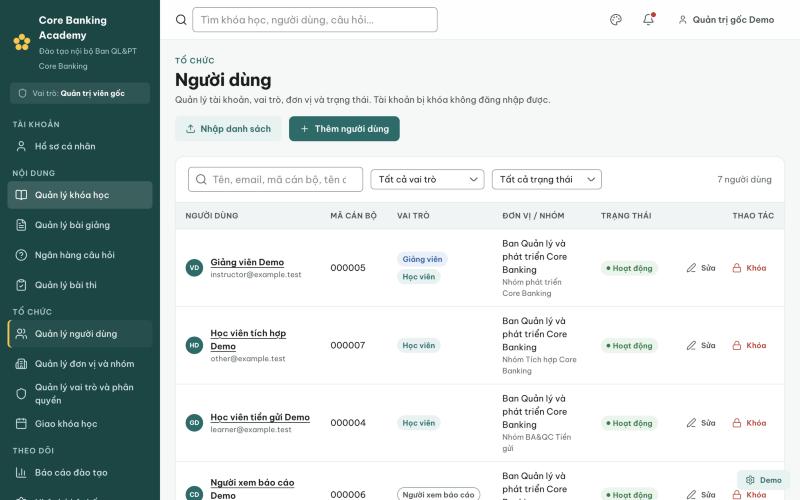 Core Banking
Academy
Đào tạo nội bộ Ban QL&PT
Core Banking
Vai trò: Quản trị viên gốc
TÀI KHOẢN
Hồ sơ cá nhân
NỘI DUNG
Quản lý khóa học
Quản lý bài giảng
Ngân hàng câu hỏi
Quản lý bài thi
TỔ CHỨC
Quản lý người dùng
Quản lý đơn vị và nhóm
Quản lý vai trò và phân
quyền
Giao khóa học
THEO DÕI
Báo cáo đào tạo
Tìm khóa học, người dùng, câu hỏi...
Quản trị gốc Demo
TỔ CHỨC
Người dùng
Quản lý tài khoản, vai trò, đơn vị và trạng thái. Tài khoản bị khóa không đăng nhập được.
Nhập danh sách
Thêm người dùng
Tên, email, mã cán bộ, tên c
Tất cả vai trò
Tất cả trạng thái
7 người dùng
NGƯỜI DÙNG MÃ CÁN BỘ VAI TRÒ ĐƠN VỊ / NHÓM TRẠNG THÁI THAO TÁC
VD
Giảng viên Demo
instructor@example.test
000005
Giảng viên
Học viên
Ban Quản lý và
phát triển Core
Banking
Nhóm phát triển
Core Banking
Hoạt động
Sửa
Khóa
HD
Học viên tích hợp
Demo
other@example.test
000007
Học viên
Ban Quản lý và
phát triển Core
Banking
Nhóm Tích hợp Core
Banking
Hoạt động
Sửa
Khóa
GD
Học viên tiền gửi Demo
learner@example.test
000004
Học viên
Ban Quản lý và
phát triển Core
Banking
Nhóm BA&QC Tiền
gửi
Hoạt động
Sửa
Khóa
CD
Người xem báo cáo
Demo
000006
Người xem báo cáo
Ban Quản lý và
phát triển Core
Banking
Hoạt động
Sửa
Khóa
Demo